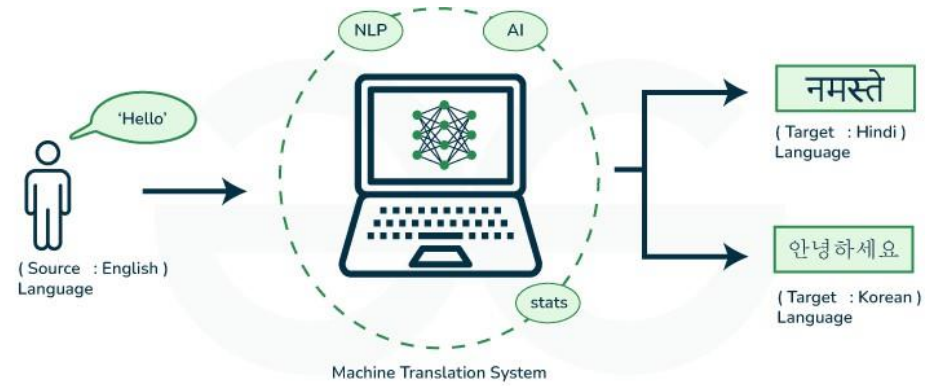 NLP
AI
'Hello'
नमस्ते
( Target : Hindi )
Language
( Source : English )
Language
안녕하세요
stats
( Target : Korean )
Language
Machine Translation System